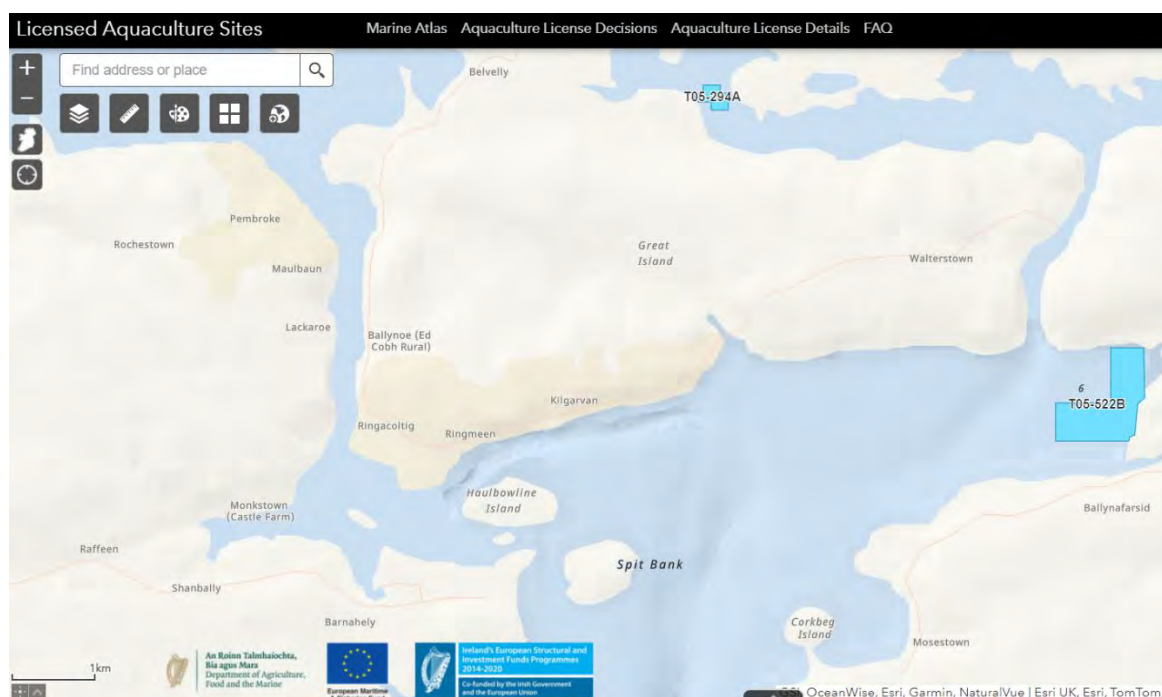 Licensed Aquaculture Sites
Marine Atlas Aquaculture License Decisions Aquaculture License Details FAQ
Find address or place
Belvelly
T05-294A
Pembroke
Rochestown
Great
Island
Walterstown
Maulbaun
Lackaroe
Ballynoe (Ed
Cobh Rural)
6
T05-522B
Kilgarvan
Ringacoltig
Ringmeen
Haulbowline
Island
Monkstown
(Castle Farm)
Ballynafarsid
Raffeen
Spit Bank
Shanbally
Barnahely
Corkbeg
Island
Mosestown
An Roinn Talmhaíochta,
Bia agus Mara
Department of Agriculture,
Food and the Marine
European Maritime
Ireland's European Structural and
Investment Funds Programmes
2014-2020
Co-funded by the Irish Government
and the European Union
1km
OceanWise, Esri, Garmin, NaturalVue | Esri UK, Esri, TomTom